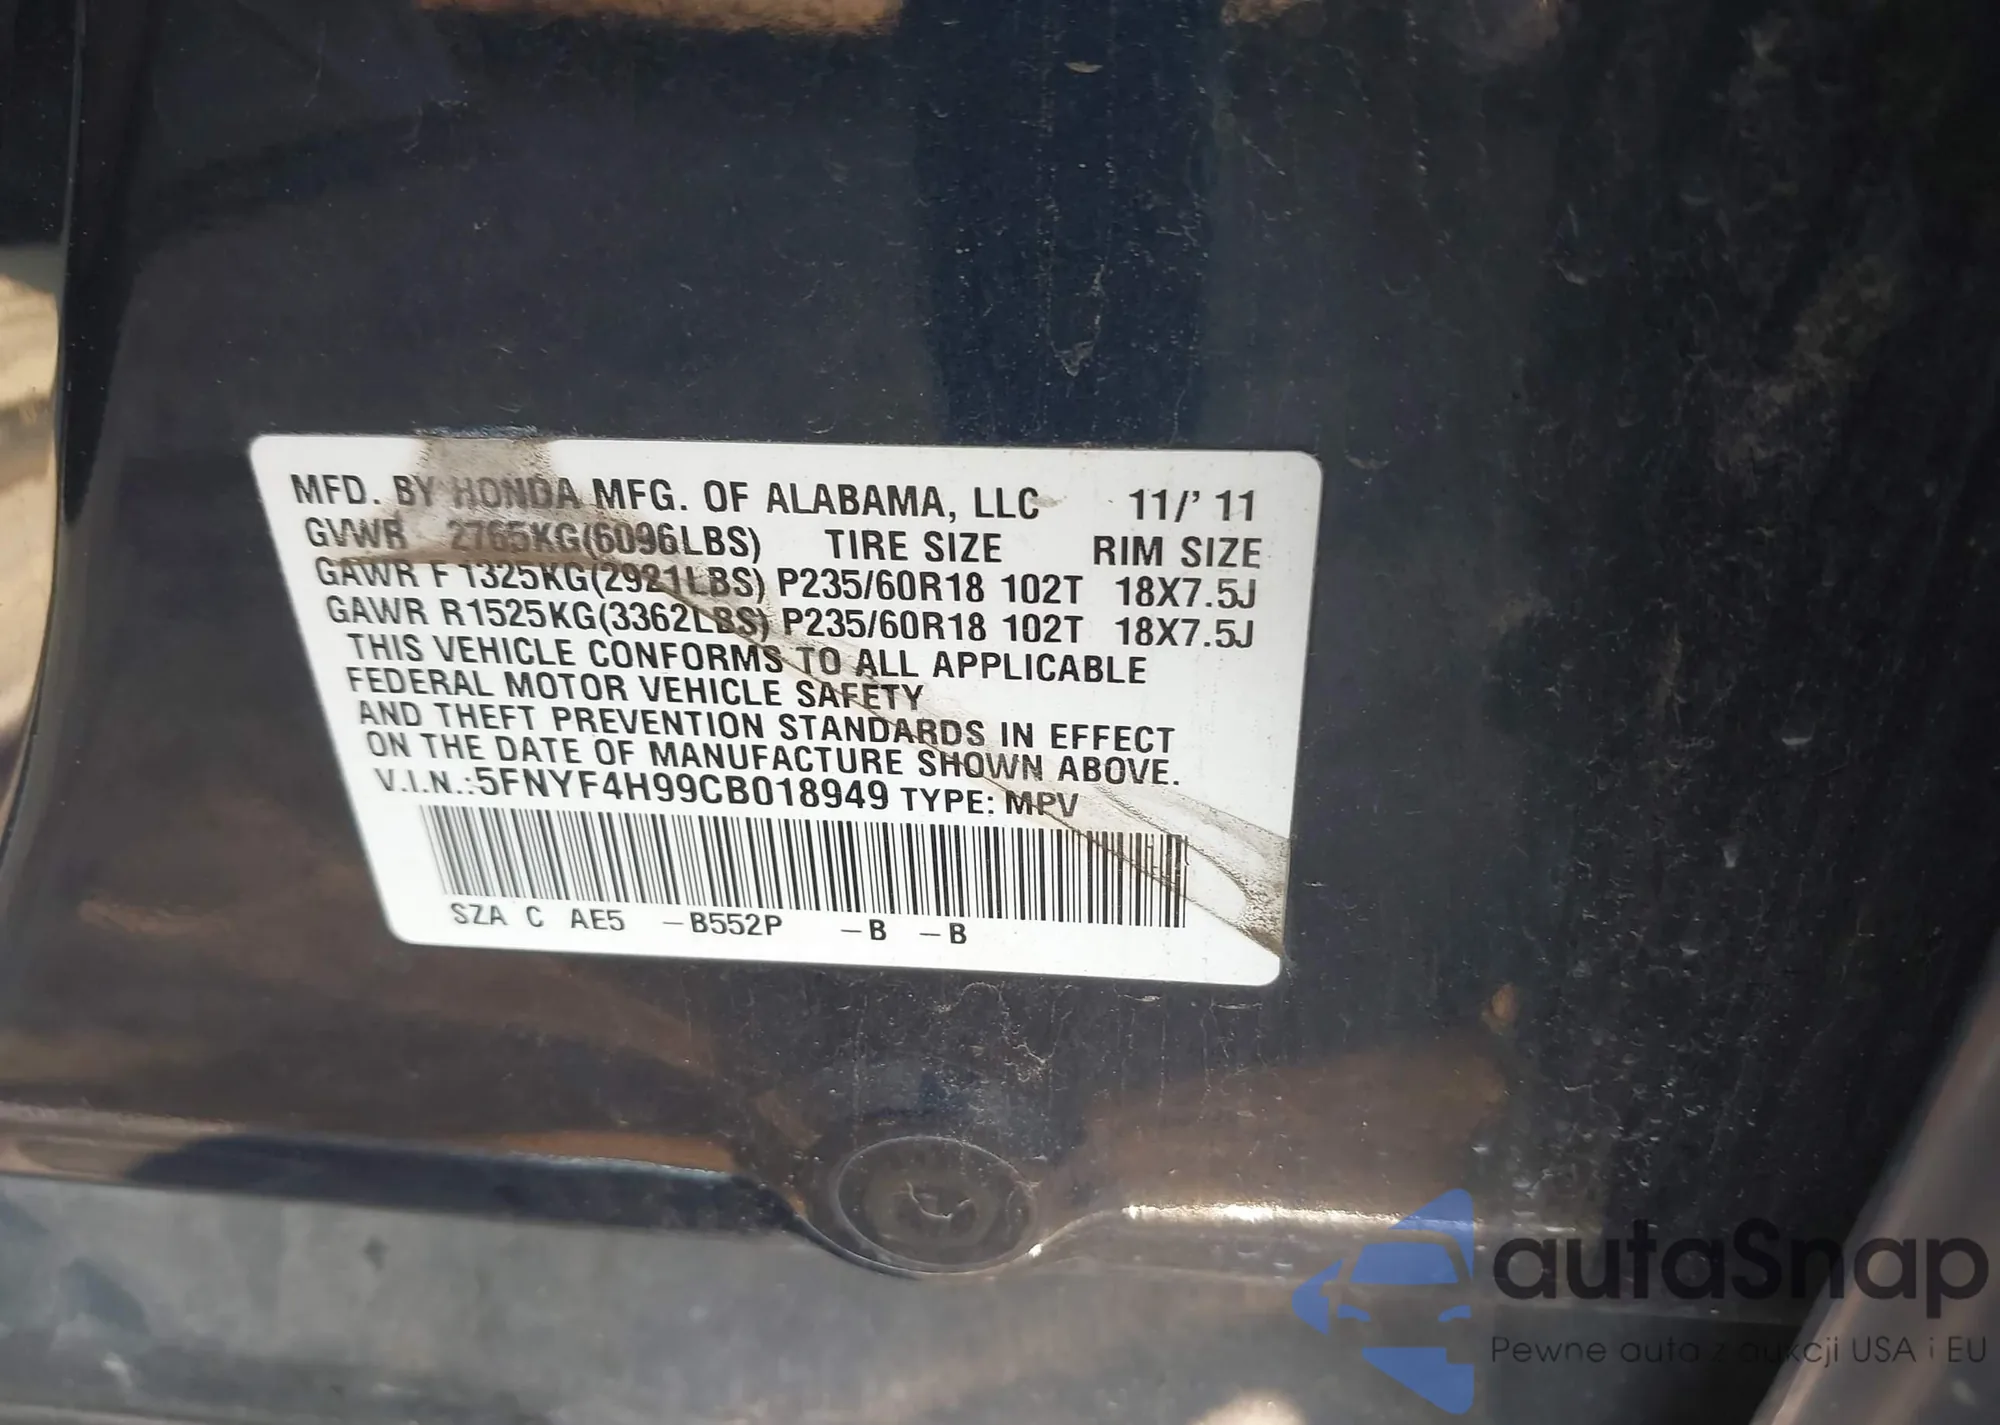 MFD. BY HONDA MFG. OF ALABAMA, LLC 11/' 11
GVWR 2765KG(6096LBS) TIRE SIZE RIM SIZE
GAWR F 1325KG(2921LBS) P235/60R18 102T 18X7.5J
GAWR R1525KG(3362LBS) P235/60R18 102T 18X7.5J
THIS VEHICLE CONFORMS TO ALL APPLICABLE
FEDERAL MOTOR VEHICLE SAFETY
AND THEFT PREVENTION STANDARDS IN EFFECT
ON THE DATE OF MANUFACTURE SHOWN ABOVE.
V.I.N.:5FNYF4H99CB018949 TYPE: MPV
SZA C AE5 –B552P –B –B
autaSnap
Pewne auta z aukcji USA i EU